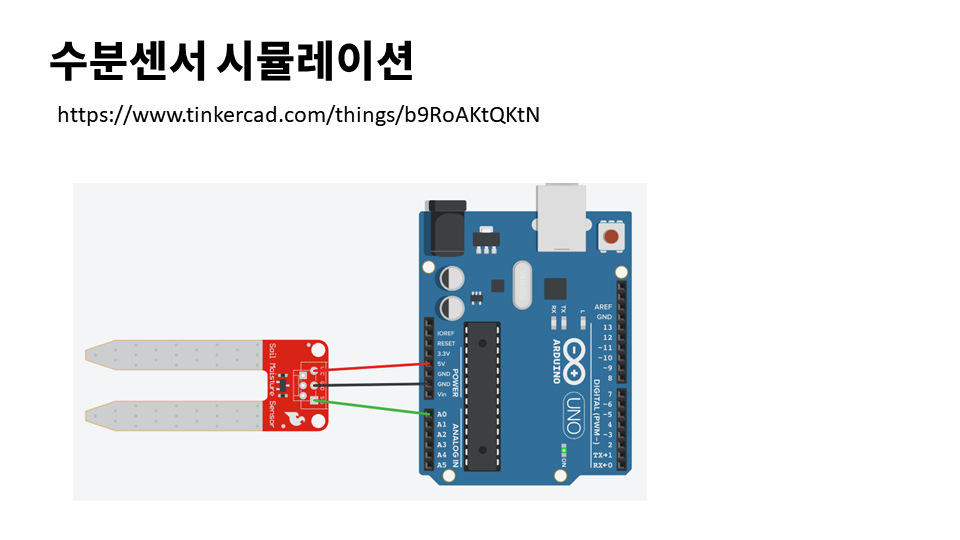 수분센서 시뮬레이션
https://www.tinkercad.com/things/b9RoAKtQKtN
Soil Moisture Sensor
IOREF
RESET
3.3V
5V
GND
GND
Vin
POWER
A0
A1
A2
A3
A4
A5
ANALOG IN
RX
TX
L
ARDUINO
UNO
ON
AREF
GND
13
12
~11
~10
~9
8
7
~6
~5
4
~3
2
TX→1
RX←0
DIGITAL (PWM~)